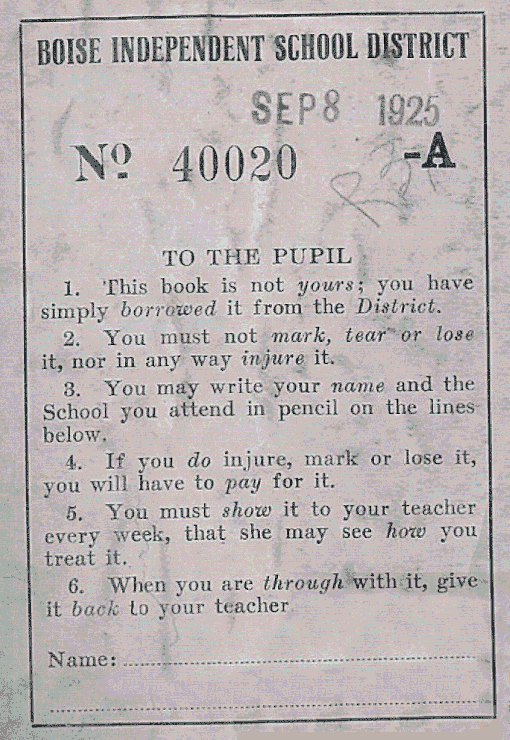 BOISE INDEPENDENT SCHOOL DISTRICT
SEP 8 1925
No 40020 -A
TO THE PUPIL
1. This book is not yours; you have
simply borrowed it from the District.
2. You must not mark, tear or lose
it, nor in any way injure it.
3. You may write your name and the
School you attend in pencil on the lines
below.
4. If you do injure, mark or lose it,
you will have to pay for it.
5. You must show it to your teacher
every week, that she may see how you
treat it.
6. When you are through with it, give
it back to your teacher
Name: